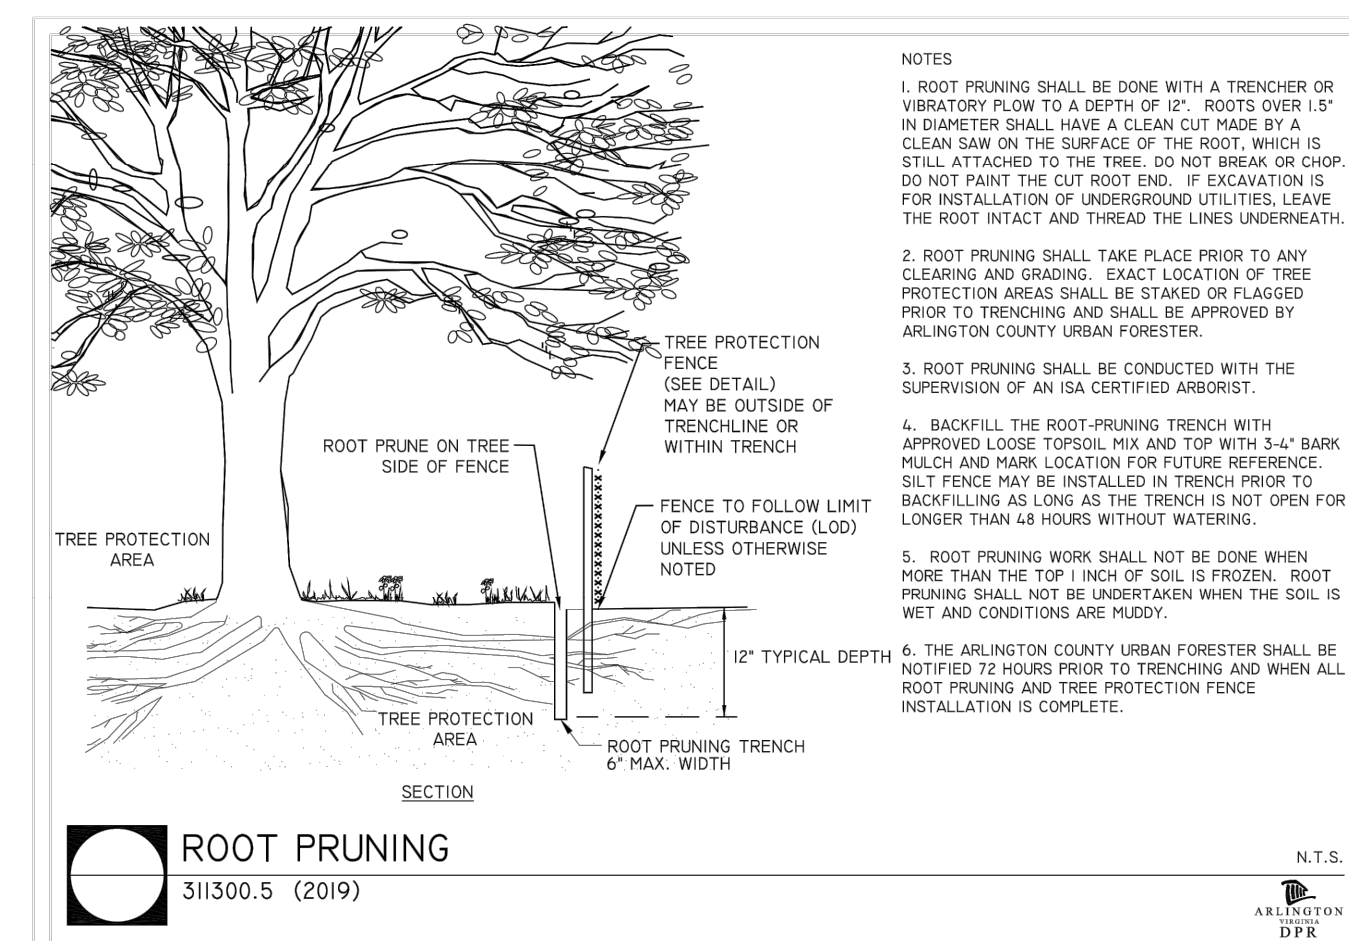 NOTES
1. ROOT PRUNING SHALL BE DONE WITH A TRENCHER OR
VIBRATORY PLOW TO A DEPTH OF 12". ROOTS OVER 1.5"
IN DIAMETER SHALL HAVE A CLEAN CUT MADE BY A
CLEAN SAW ON THE SURFACE OF THE ROOT, WHICH IS
STILL ATTACHED TO THE TREE. DO NOT BREAK OR CHOP.
DO NOT PAINT THE CUT ROOT END. IF EXCAVATION IS
FOR INSTALLATION OF UNDERGROUND UTILITIES, LEAVE
THE ROOT INTACT AND THREAD THE LINES UNDERNEATH.
2. ROOT PRUNING SHALL TAKE PLACE PRIOR TO ANY
CLEARING AND GRADING. EXACT LOCATION OF TREE
PROTECTION AREAS SHALL BE STAKED OR FLAGGED
PRIOR TO TRENCHING AND SHALL BE APPROVED BY
ARLINGTON COUNTY URBAN FORESTER.
3. ROOT PRUNING SHALL BE CONDUCTED WITH THE
SUPERVISION OF AN ISA CERTIFIED ARBORIST.
4. BACKFILL THE ROOT-PRUNING TRENCH WITH
APPROVED LOOSE TOPSOIL MIX AND TOP WITH 3-4" BARK
MULCH AND MARK LOCATION FOR FUTURE REFERENCE.
SILT FENCE MAY BE INSTALLED IN TRENCH PRIOR TO
BACKFILLING AS LONG AS THE TRENCH IS NOT OPEN FOR
LONGER THAN 48 HOURS WITHOUT WATERING.
5. ROOT PRUNING WORK SHALL NOT BE DONE WHEN
MORE THAN THE TOP 1 INCH OF SOIL IS FROZEN. ROOT
PRUNING SHALL NOT BE UNDERTAKEN WHEN THE SOIL IS
WET AND CONDITIONS ARE MUDDY.
6. THE ARLINGTON COUNTY URBAN FORESTER SHALL BE
NOTIFIED 72 HOURS PRIOR TO TRENCHING AND WHEN ALL
ROOT PRUNING AND TREE PROTECTION FENCE
INSTALLATION IS COMPLETE.
TREE PROTECTION
FENCE
(SEE DETAIL)
MAY BE OUTSIDE OF
TRENCHLINE OR
WITHIN TRENCH
ROOT PRUNE ON TREE
SIDE OF FENCE
FENCE TO FOLLOW LIMIT
OF DISTURBANCE (LOD)
UNLESS OTHERWISE
NOTED
TREE PROTECTION
AREA
12" TYPICAL DEPTH
TREE PROTECTION
AREA
ROOT PRUNING TRENCH
6" MAX. WIDTH
SECTION
ROOT PRUNING
N.T.S.
311300.5 (2019)
ARLINGTON
VIRGINIA
DPR